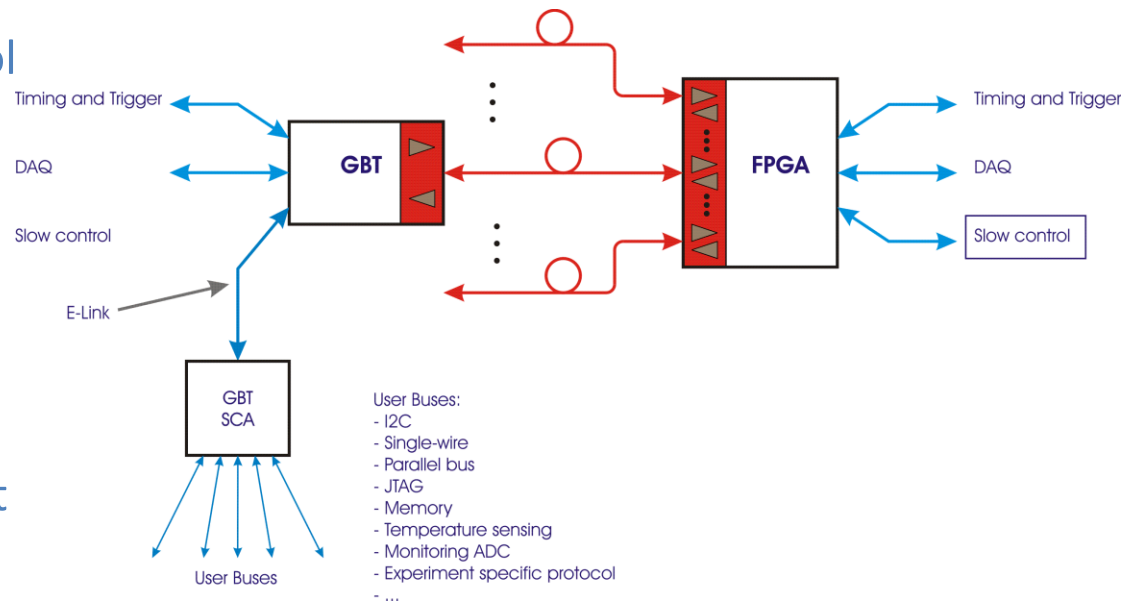 ol
Timing and Trigger
DAQ
Slow control
E-Link
GBT
FPGA
Timing and Trigger
DAQ
Slow control
GBT
SCA
t
User Buses
User Buses:
- I2C
- Single-wire
- Parallel bus
- JTAG
- Memory
- Temperature sensing
- Monitoring ADC
- Experiment specific protocol
- ...